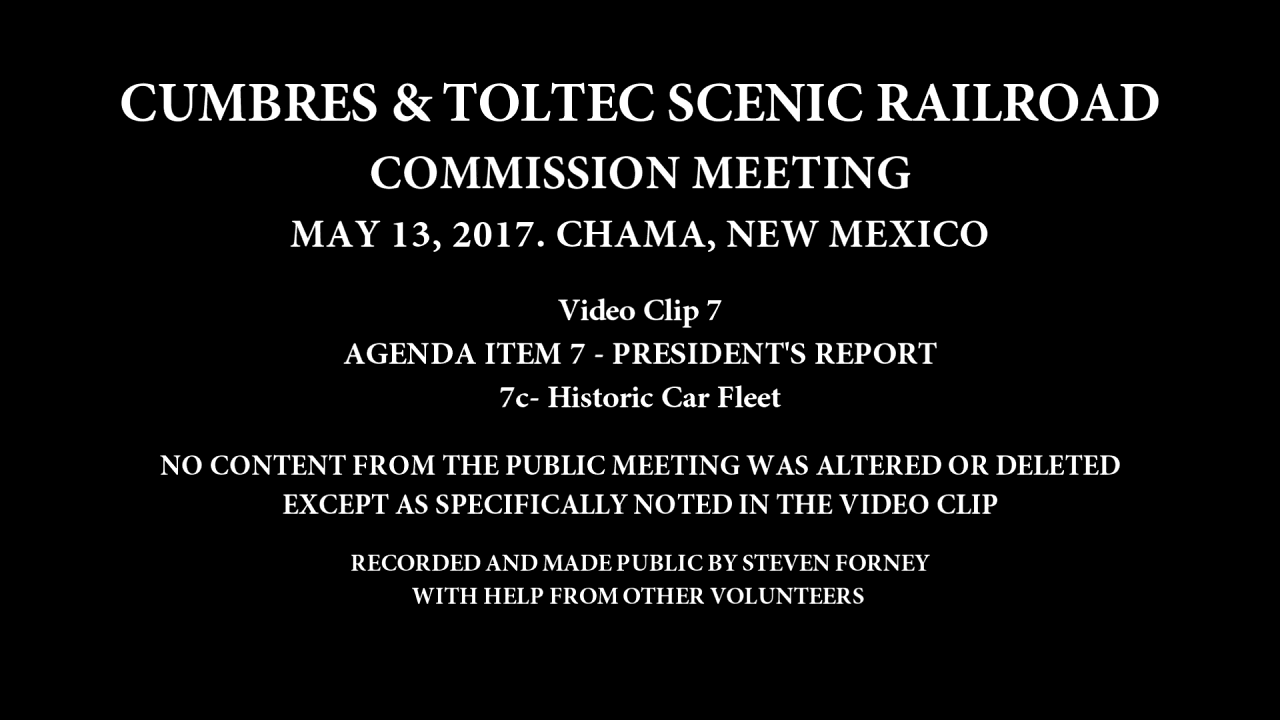 CUMBRES & TOLTEC SCENIC RAILROAD
COMMISSION MEETING
MAY 13, 2017. CHAMA, NEW MEXICO
Video Clip 7
AGENDA ITEM 7 - PRESIDENT'S REPORT
7c- Historic Car Fleet
NO CONTENT FROM THE PUBLIC MEETING WAS ALTERED OR DELETED
EXCEPT AS SPECIFICALLY NOTED IN THE VIDEO CLIP
RECORDED AND MADE PUBLIC BY STEVEN FORNEY
WITH HELP FROM OTHER VOLUNTEERS